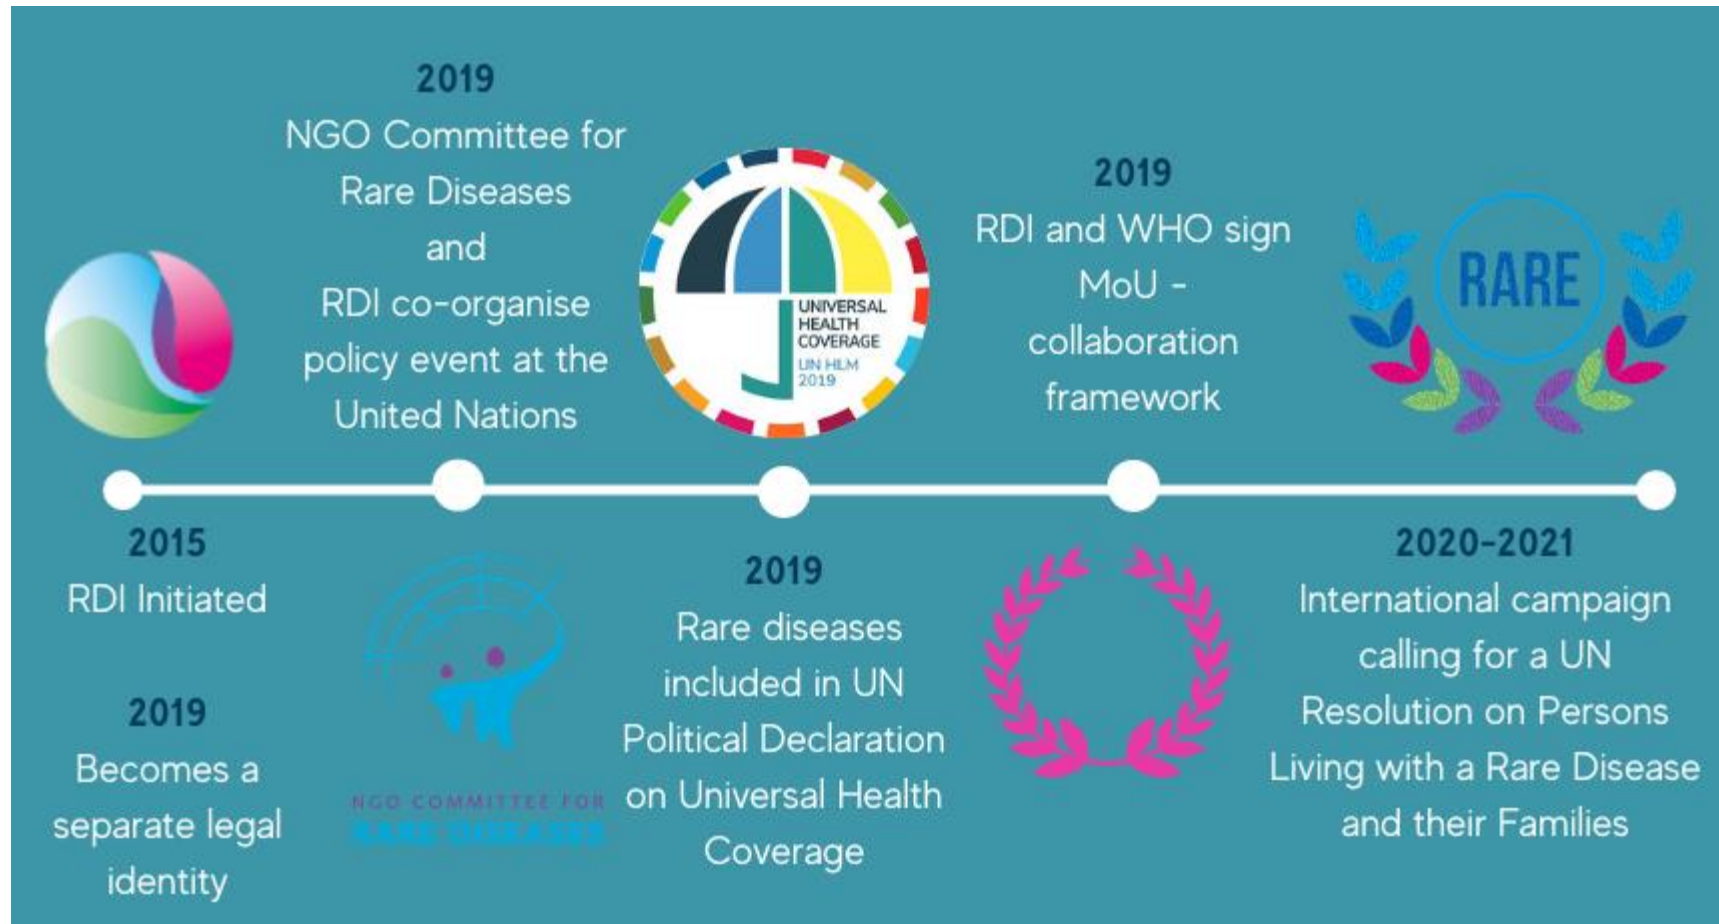 2019
NGO Committee for
Rare Diseases
and
RDI co-organise
policy event at the
United Nations
UNIVERSAL
HEALTH
COVERAGE
UN HLM
2019
2019
RDI and WHO sign
MoU -
collaboration
framework
RARE
2015
RDI Initiated
2019
Becomes a
separate legal
identity
NGO COMMITTEE FOR
RARE DISEASES
2019
Rare diseases
included in UN
Political Declaration
on Universal Health
Coverage
2020-2021
International campaign
calling for a UN
Resolution on Persons
Living with a Rare Disease
and their Families